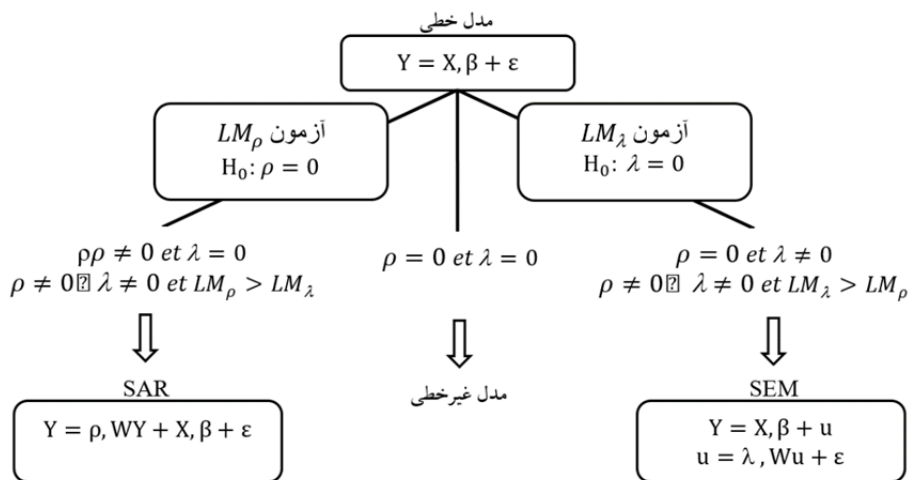 مدل خطی
Y = X, β + ε
آزمون LMρ
H₀: ρ = 0
آزمون LMλ
H₀: λ = 0
ρρ ≠ 0 et λ = 0
ρ ≠ 0⍰ λ ≠ 0 et LMρ > LMλ
ρ = 0 et λ = 0
ρ = 0 et λ ≠ 0
ρ ≠ 0⍰ λ ≠ 0 et LMλ > LMρ
SAR
Y = ρ, WY + X, β + ε
مدل غیرخطی
SEM
Y = X, β + u
u = λ , Wu + ε